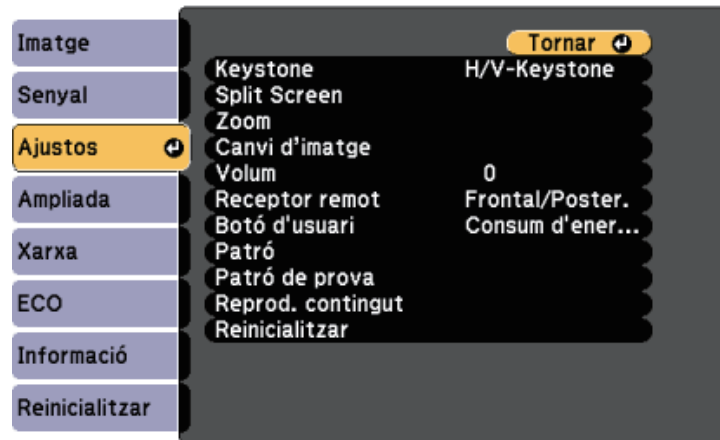 Imatge
Senyal
Ajustos
Ampliada
Xarxa
ECO
Informació
Reinicialitzar
Tornar
Keystone H/V-Keystone
Split Screen
Zoom
Canvi d'imatge
Volum 0
Receptor remot Frontal/Poster.
Botó d'usuari Consum d'ener...
Patró
Patró de prova
Reprod. contingut
Reinicialitzar